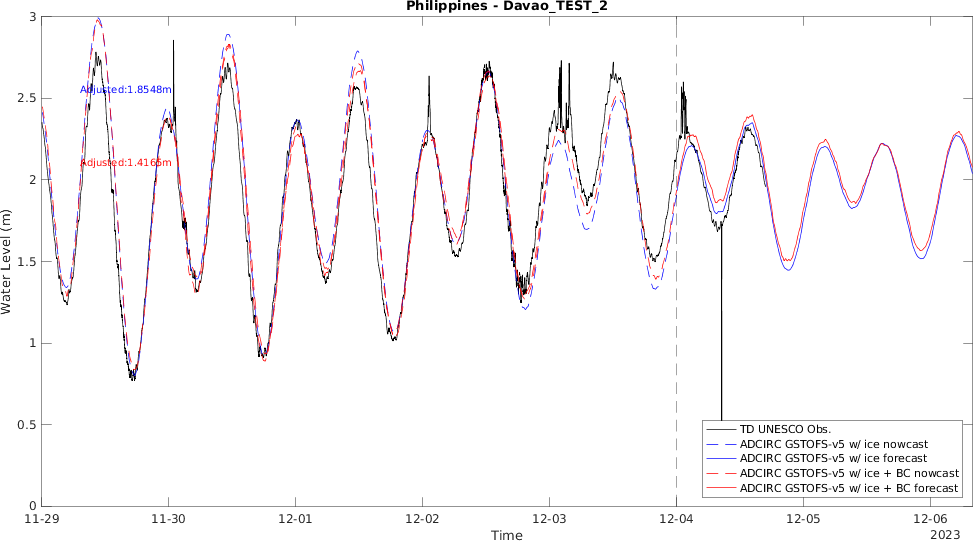 Philippines - Davao_TEST_2
3
2.5
2
1.5
1
0.5
0
Water Level (m)
Adjusted:1.8548m
Adjusted:1.4165m
TD UNESCO Obs.
ADCIRC GSTOFS-v5 w/ ice nowcast
ADCIRC GSTOFS-v5 w/ ice forecast
ADCIRC GSTOFS-v5 w/ ice + BC nowcast
ADCIRC GSTOFS-v5 w/ ice + BC forecast
11-29 11-30 12-01 12-02 12-03 12-04 12-05 12-06
Time
2023